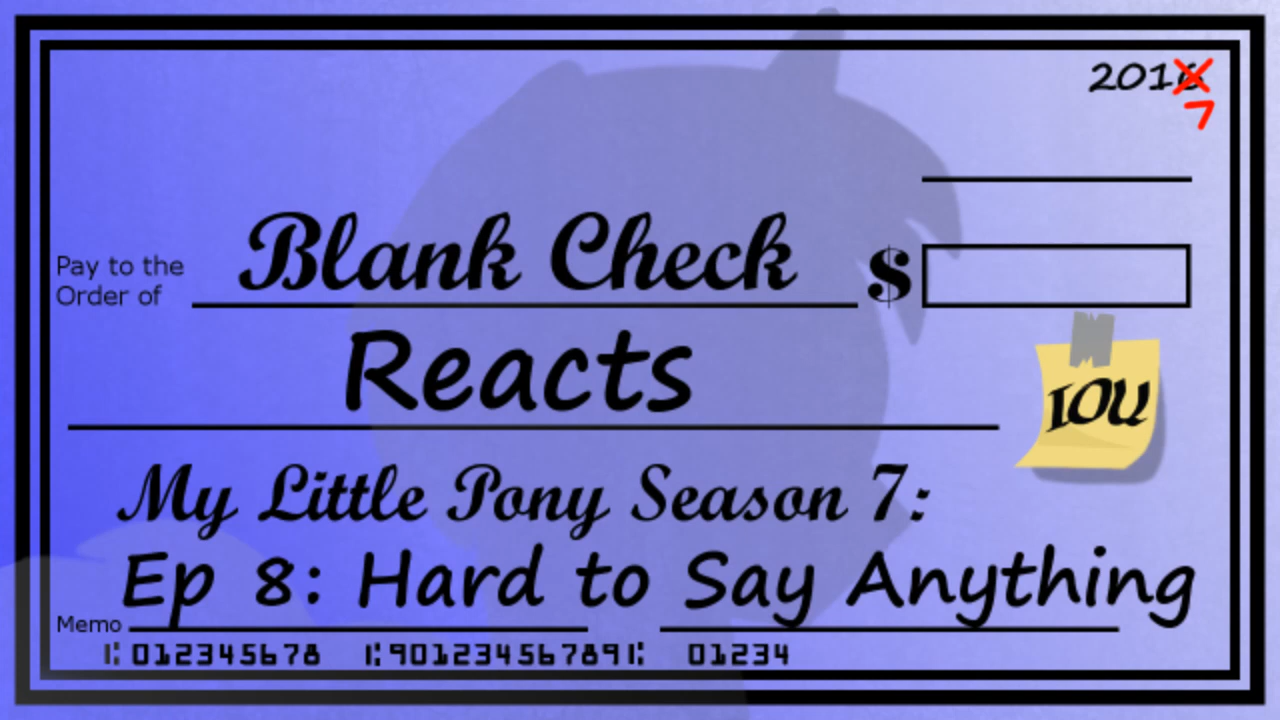 2016
7
Pay to the
Order of
Blank Check
$
Reacts
IOU
My Little Pony Season 7:
Ep 8: Hard to Say Anything
Memo
⑆012345678 ⑆901234567891⑆ 01234